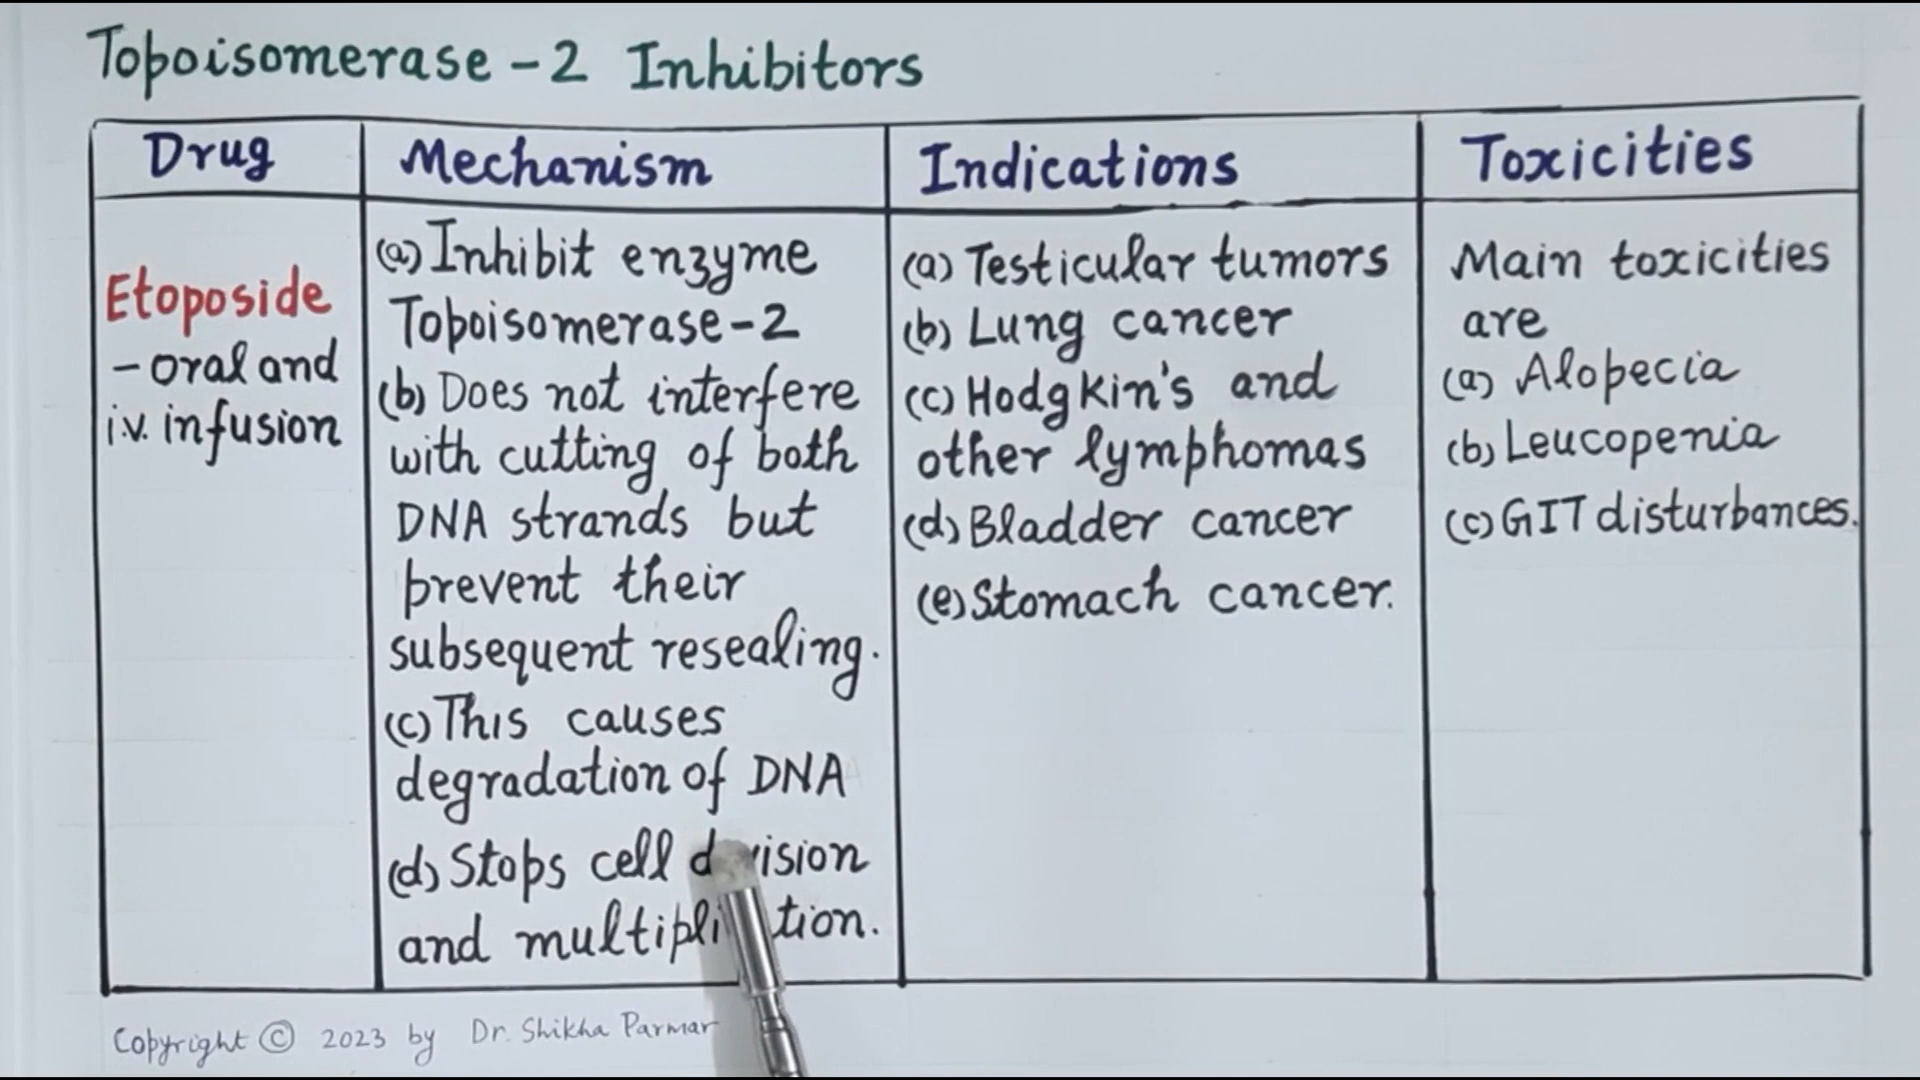 Topoisomerase-2 Inhibitors
Drug
Mechanism
Indications
Toxicities
Etoposide
- oral and
i.v. infusion
(a) Inhibit enzyme
Topoisomerase-2
(b) Does not interfere
with cutting of both
DNA strands but
prevent their
subsequent resealing.
(c) This causes
degradation of DNA
(d) Stops cell
and
(a) Testicular tumors
(b) Lung cancer
(c) Hodgkin's and
other lymphomas
(d) Bladder cancer
(e) Stomach cancer.
Main toxicities
are
(a) Alopecia
(b) Leucopenia
(c) GIT disturbances.
Copyright © 2023 by Dr. Shikha Parmar